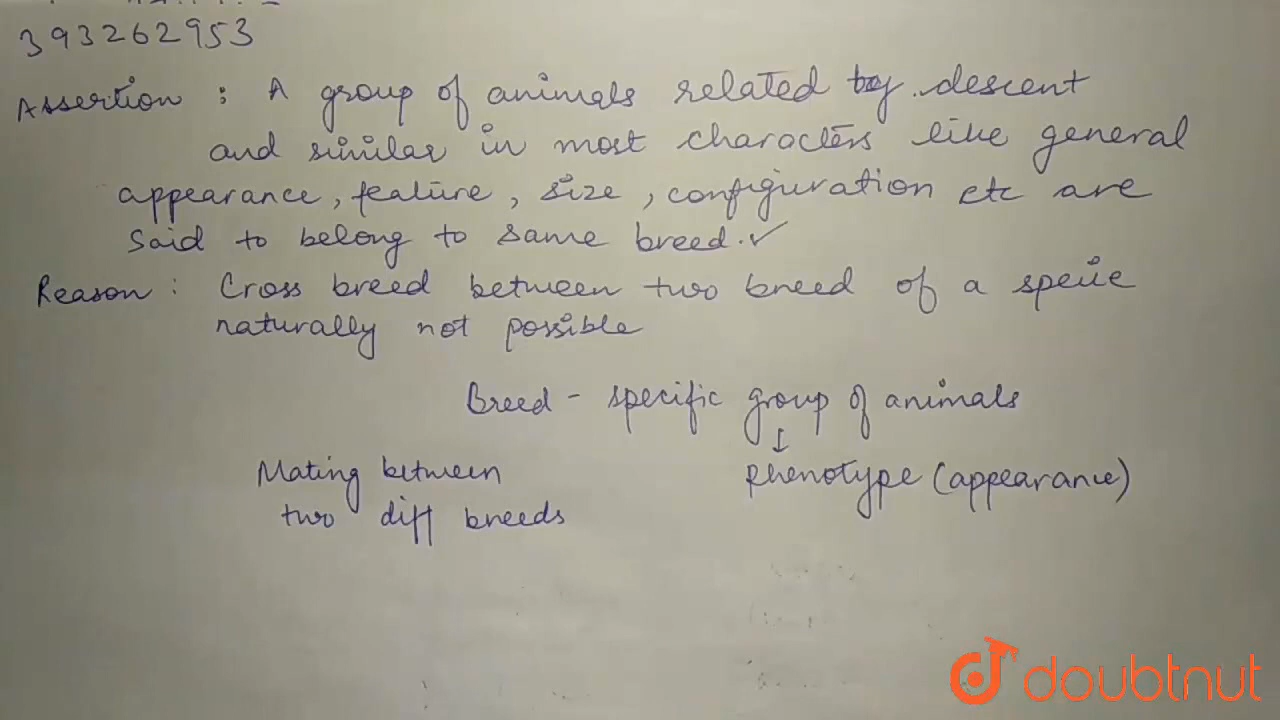 393262953
Assertion : A group of animals related by descent
and similar in most characters like general
appearance, feature, size, configuration etc are
said to belong to same breed.
Reason : Cross breed between two breed of a specie
naturally not possible
Breed - specific group of animals
Mating between phenotype (appearance)
two diff breeds
doubtnut